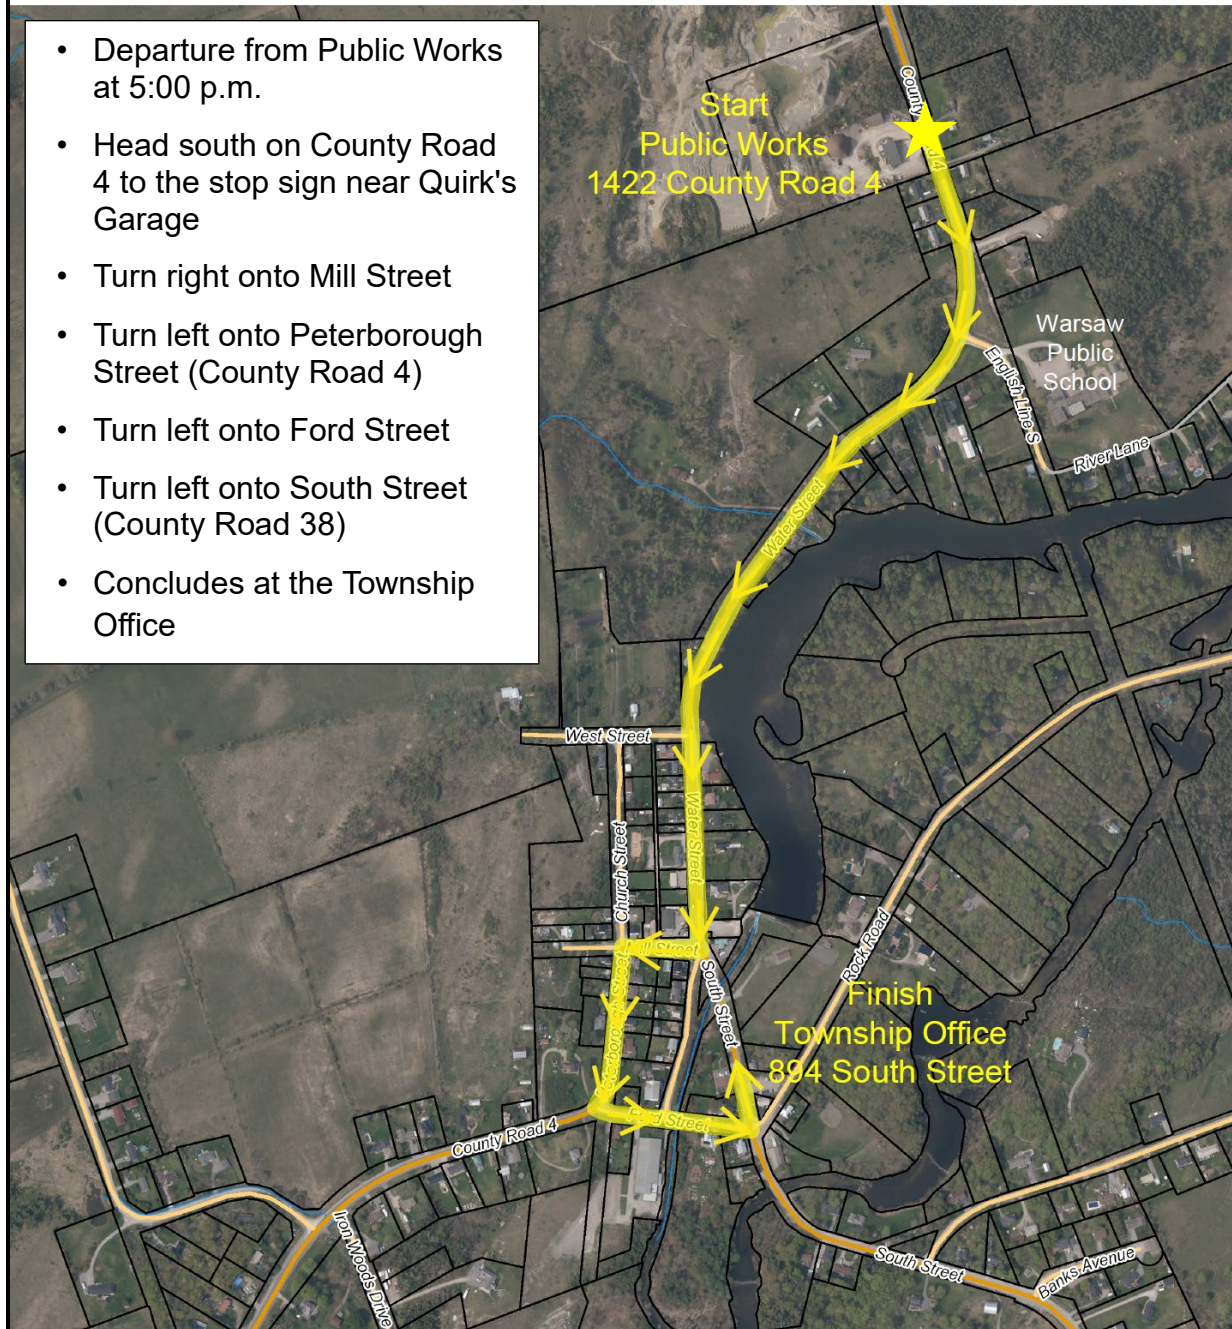 • Departure from Public Works
at 5:00 p.m.
• Head south on County Road
4 to the stop sign near Quirk's
Garage
• Turn right onto Mill Street
• Turn left onto Peterborough
Street (County Road 4)
• Turn left onto Ford Street
• Turn left onto South Street
(County Road 38)
• Concludes at the Township
Office
Start
Public Works
1422 County Road 4
County
d 4
Warsaw
Public
School
English Line S
River Lane
Water Street
West Street
Church Street
Water Street
Mill Street
South Street
Rock Road
Finish
Township Office
894 South Street
Peterborough Street
Ford Street
County Road 4
Iron Woods Drive
South Street
Banks Avenue